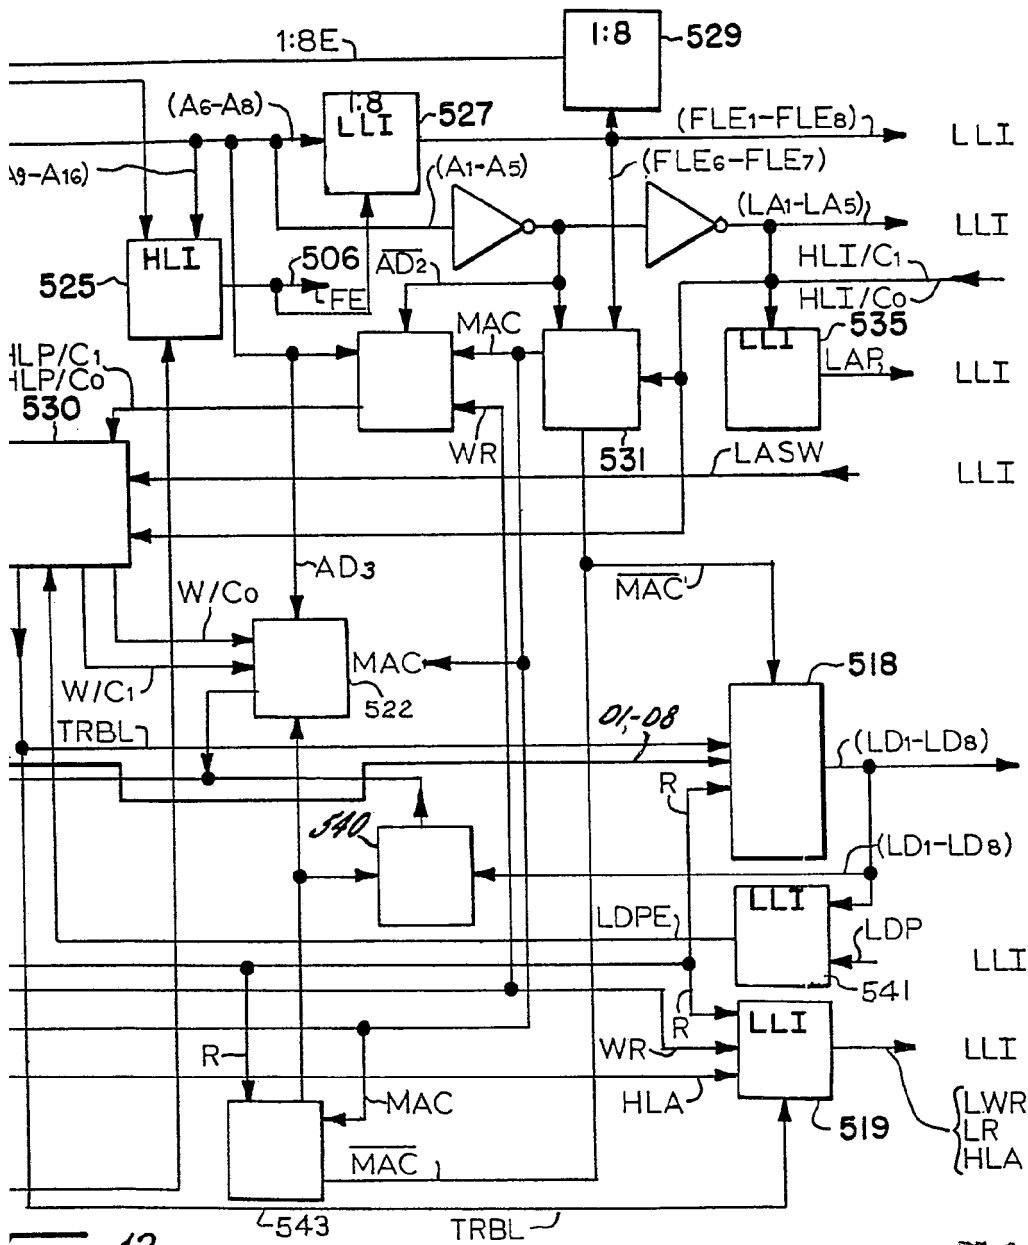 1:8E
1:8
529
(A6-A8)
1:8
LLI
527
(FLE1-FLE8)
LLI
A9-A16)
(A1-A5)
(FLE6-FLE7)
(LA1-LA5)
LLI
HLI
525
506
FE
AD2
HLI/C1
HLI/C0
MAC
LLI
535
LAP
LLI
HLP/C1
HLP/C0
530
WR
531
LASW
LLI
AD3
MAC
W/C0
MAC
518
W/C1
522
TRBL
D1-D8
(LD1-LD8)
R
540
(LD1-LD8)
LLI
LDPE
LDP
LLI
541
R
LLI
WR
LLI
R
HLA
MAC
519
LWR
LR
HLA
MAC
543
TRBL
12